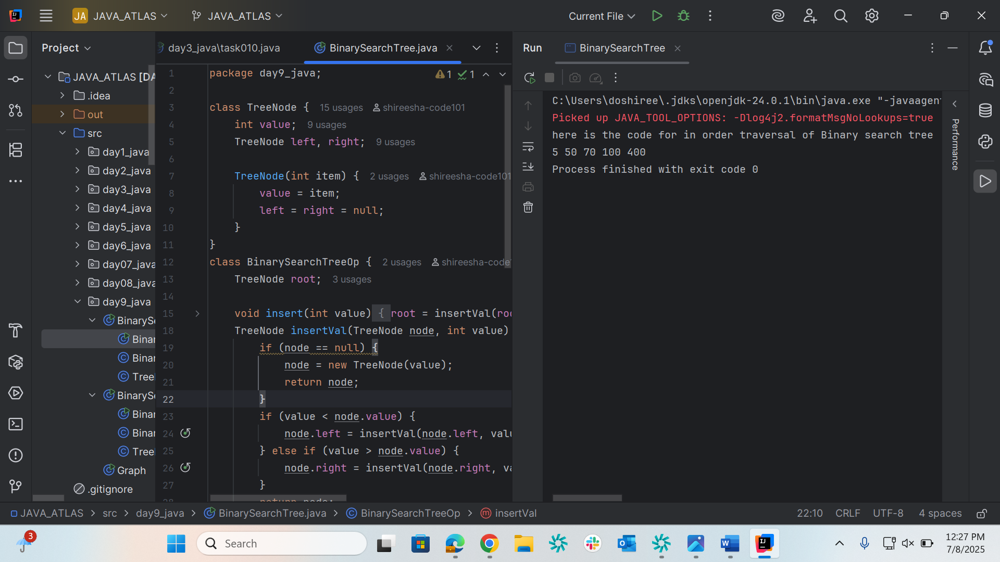 JA JAVA_ATLAS JAVA_ATLAS Current File
Project
day3_java\task010.java BinarySearchTree.java
Run BinarySearchTree
JAVA_ATLAS [DA
.idea
out
src
day1_java
day2_java
day3_java
day4_java
day5_java
day6_java
day07_java
day08_java
day9_java
BinarySe
Binar
Binar
Tree
BinarySe
Binar
Binar
Tree
Graph
.gitignore
1 package day9_java; 1 1
2
3 class TreeNode { 15 usages shireesha-code101
4 int value; 9 usages
5 TreeNode left, right; 9 usages
6
7 TreeNode(int item) { 2 usages shireesha-code101
8 value = item;
9 left = right = null;
10 }
11 }
12 class BinarySearchTreeOp { 2 usages shireesha-code
13 TreeNode root; 3 usages
14
15 void insert(int value) { root = insertVal(roo
18 TreeNode insertVal(TreeNode node, int value)
19 if (node == null) {
20 node = new TreeNode(value);
21 return node;
22 }
23 if (value < node.value) {
24 node.left = insertVal(node.left, valu
25 } else if (value > node.value) {
26 node.right = insertVal(node.right, va
27 }
28 return node;
C:\Users\doshiree\.jdks\openjdk-24.0.1\bin\java.exe "-javaagen
Picked up JAVA_TOOL_OPTIONS: -Dlog4j2.formatMsgNoLookups=true
here is the code for in order traversal of Binary search tree
5 50 70 100 400
Process finished with exit code 0
Performance
JAVA_ATLAS > src > day9_java > BinarySearchTree.java > BinarySearchTreeOp > insertVal 22:10 CRLF UTF-8 4 spaces
3
Search
12:27 PM
7/8/2025